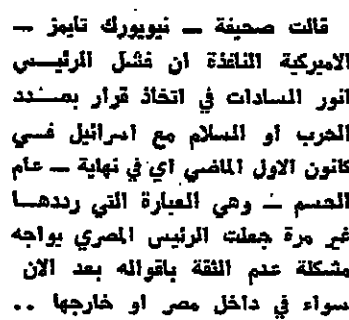 قالت صحيفة ــ نيويورك تايمز ــ
الاميركية النافذة ان فشل الرئيس
انور السادات في اتخاذ قرار بصدد
الحرب او السلام مع اسرائيل في
كانون الاول الماضي اي في نهاية ــ عام
الحسم ــ وهي العبارة التي رددها
غير مرة جعلت الرئيس المصري يواجه
مشكلة عدم الثقة باقواله بعد الان
سواء في داخل مصر او خارجها ..